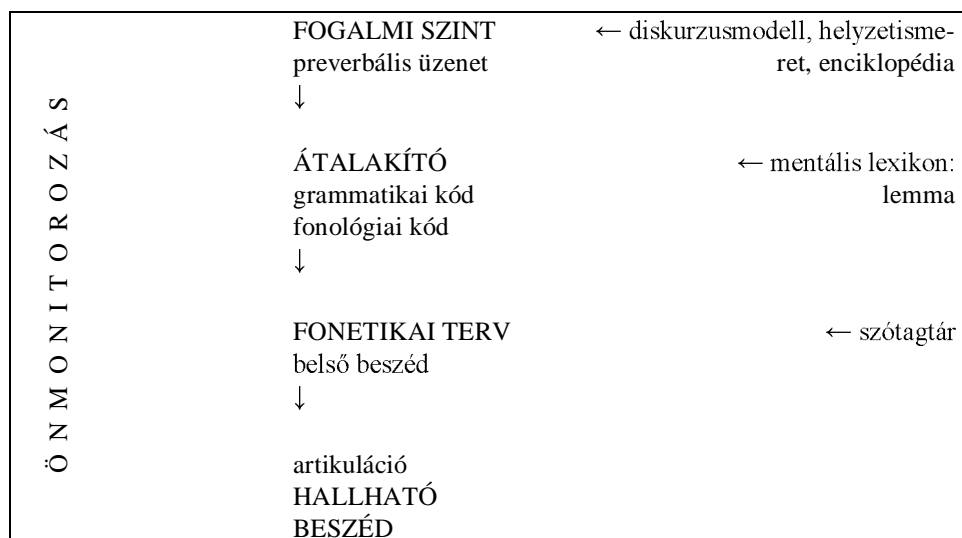 ÖNMONITOROZÁS
FOGALMI SZINT ← diskurzusmodell, helyzetisme-
preverbális üzenet ret, enciklopédia
↓
ÁTALAKÍTÓ ← mentális lexikon:
grammatikai kód lemma
fonológiai kód
↓
FONETIKAI TERV ← szótagtár
belső beszéd
↓
artikuláció
HALLHATÓ
BESZÉD